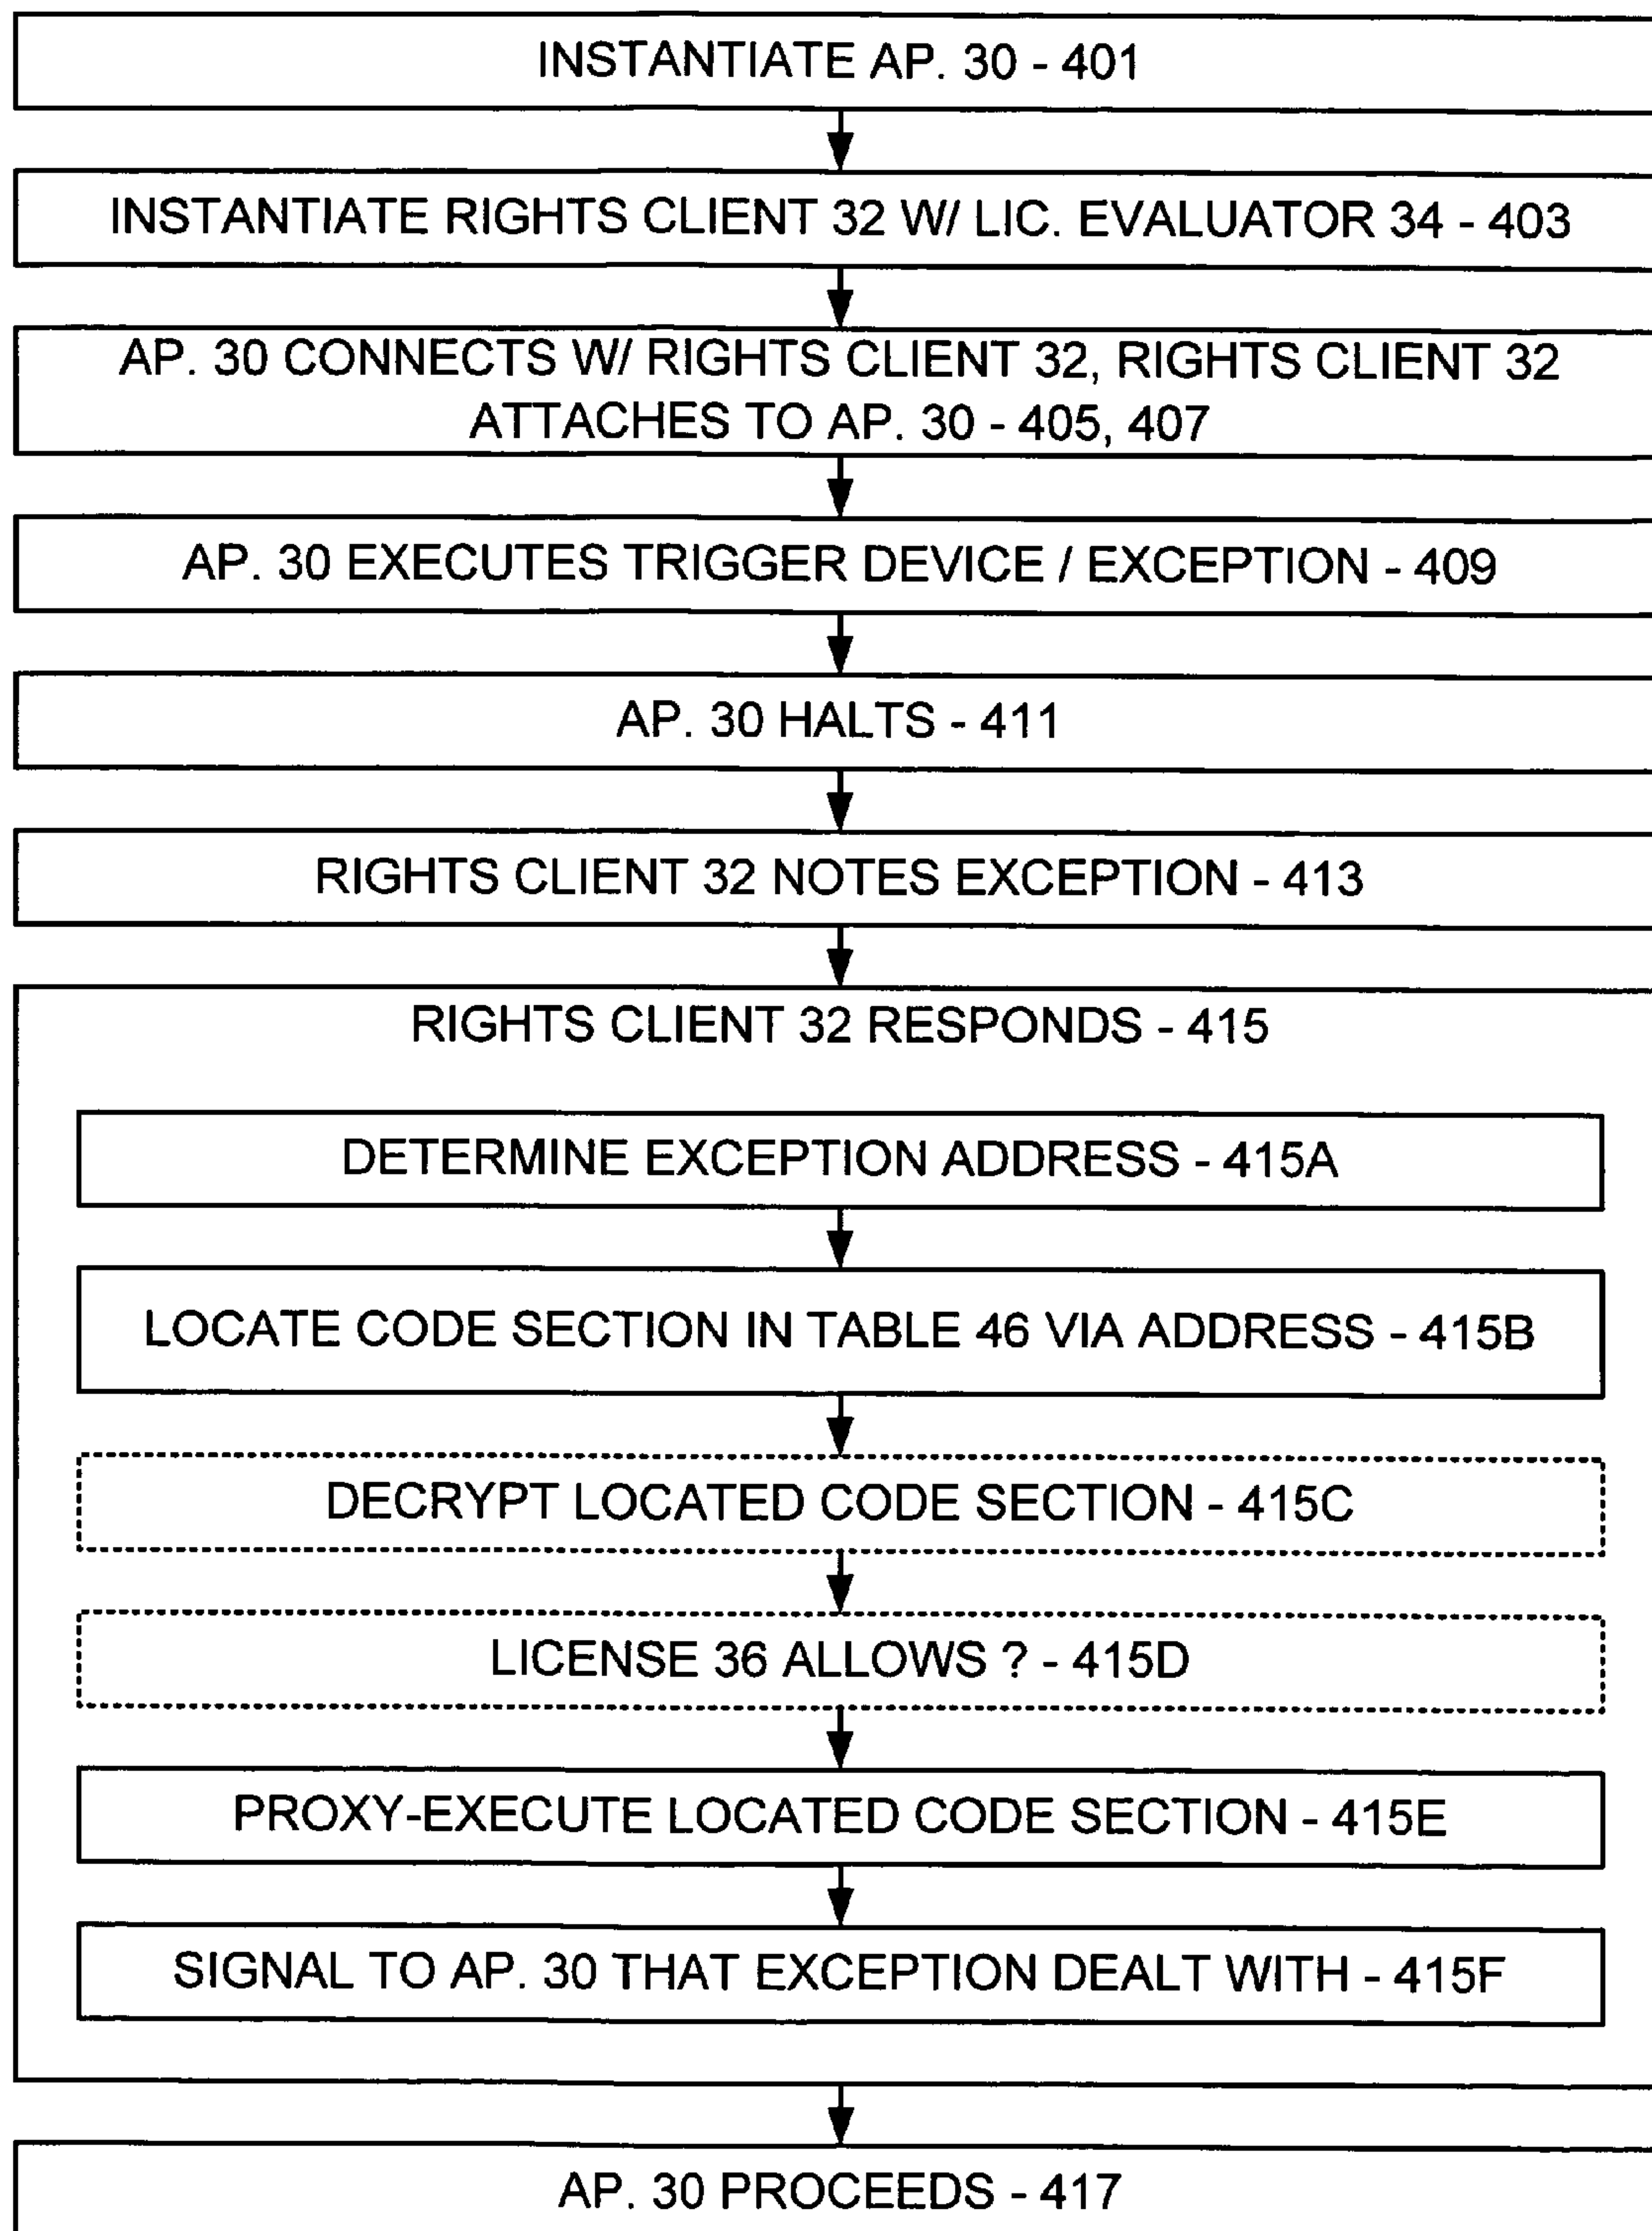 INSTANTIATE AP. 30 - 401
INSTANTIATE RIGHTS CLIENT 32 W/ LIC. EVALUATOR 34 - 403
AP. 30 CONNECTS W/ RIGHTS CLIENT 32, RIGHTS CLIENT 32
ATTACHES TO AP. 30 - 405, 407
AP. 30 EXECUTES TRIGGER DEVICE / EXCEPTION - 409
AP. 30 HALTS - 411
RIGHTS CLIENT 32 NOTES EXCEPTION - 413
RIGHTS CLIENT 32 RESPONDS - 415
DETERMINE EXCEPTION ADDRESS - 415A
LOCATE CODE SECTION IN TABLE 46 VIA ADDRESS - 415B
DECRYPT LOCATED CODE SECTION - 415C
LICENSE 36 ALLOWS ? - 415D
PROXY-EXECUTE LOCATED CODE SECTION - 415E
SIGNAL TO AP. 30 THAT EXCEPTION DEALT WITH - 415F
AP. 30 PROCEEDS - 417